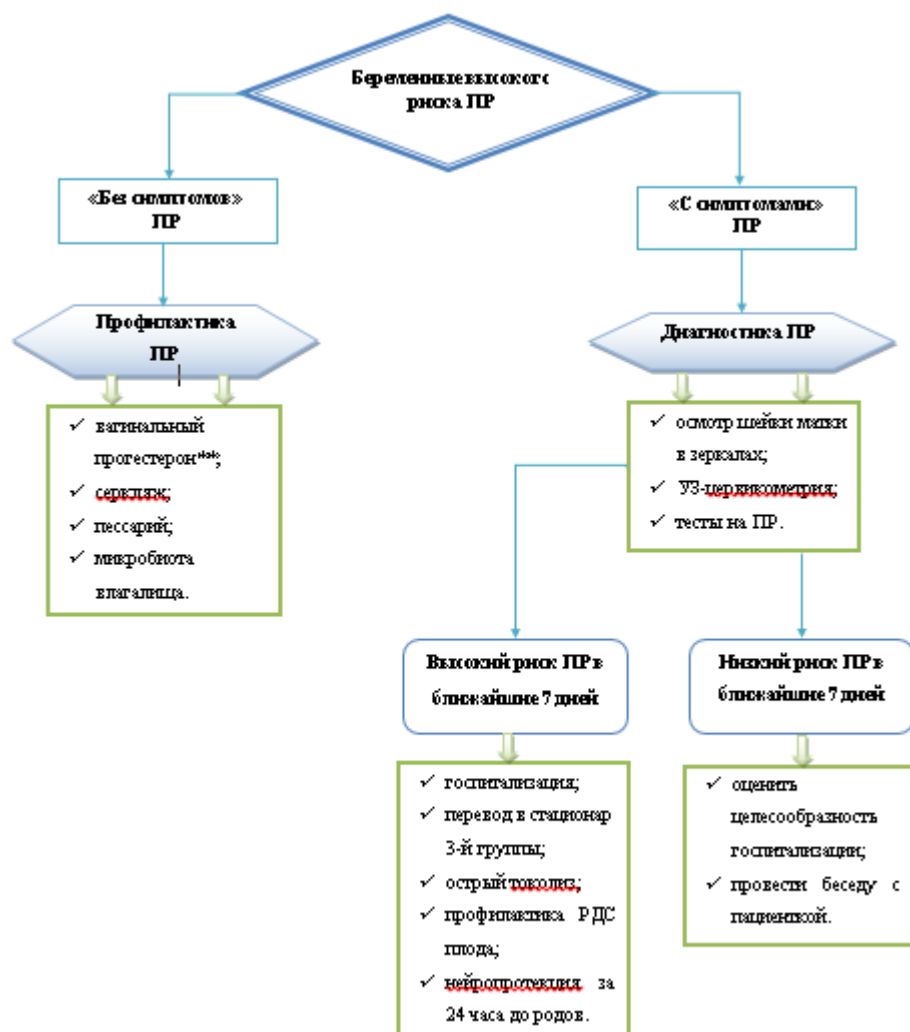 Беременные высокого
риска ПР
«Без симптомов»
ПР
«С симптомами»
ПР
Профилактика
ПР
Диагностика ПР
✓ вагинальный
прогестерон***;
✓ серкляж;
✓ пессарий;
✓ микробиота
влагалища.
✓ осмотр шейки матки
в зеркалах;
✓ УЗ-цервикометрия;
✓ тесты на ПР.
Высокий риск ПР в
ближайшие 7 дней
Низкий риск ПР в
ближайшие 7 дней
✓ госпитализация;
✓ перевод в стационар
3-й группы;
✓ острый токолиз;
✓ профилактика РДС
плода;
✓ нейропротекция за
24 часа до родов.
✓ оценить
целесообразность
госпитализации;
✓ провести беседу с
пациенткой.